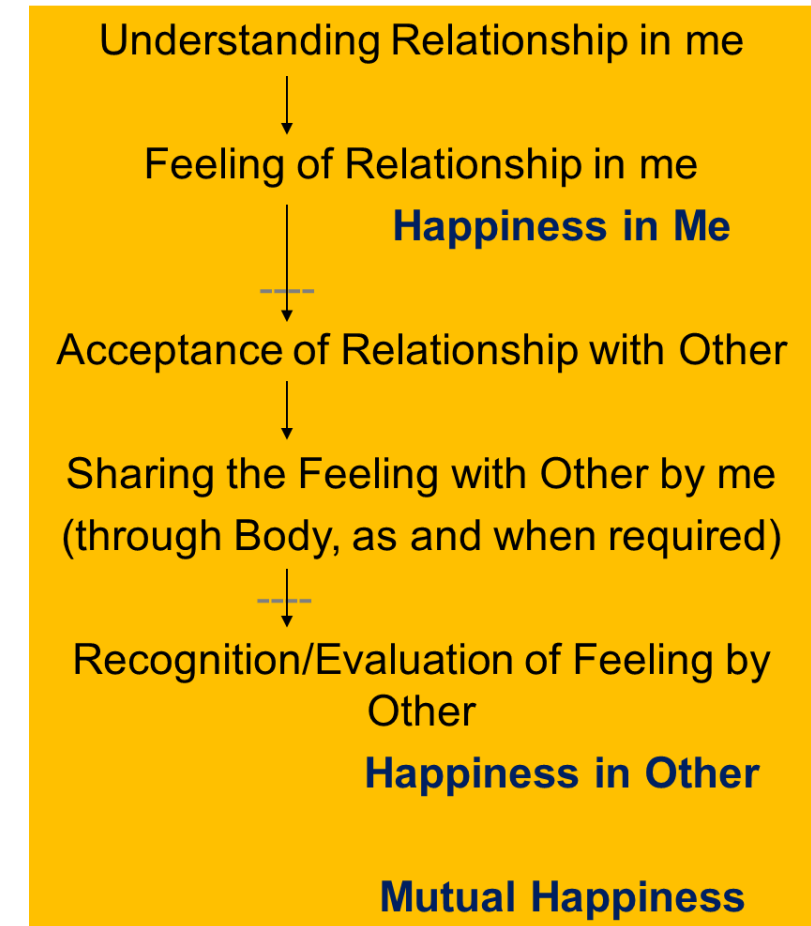 Understanding Relationship in me
Feeling of Relationship in me
Happiness in Me
----
Acceptance of Relationship with Other
Sharing the Feeling with Other by me
(through Body, as and when required)
----
Recognition/Evaluation of Feeling by
Other
Happiness in Other
Mutual Happiness